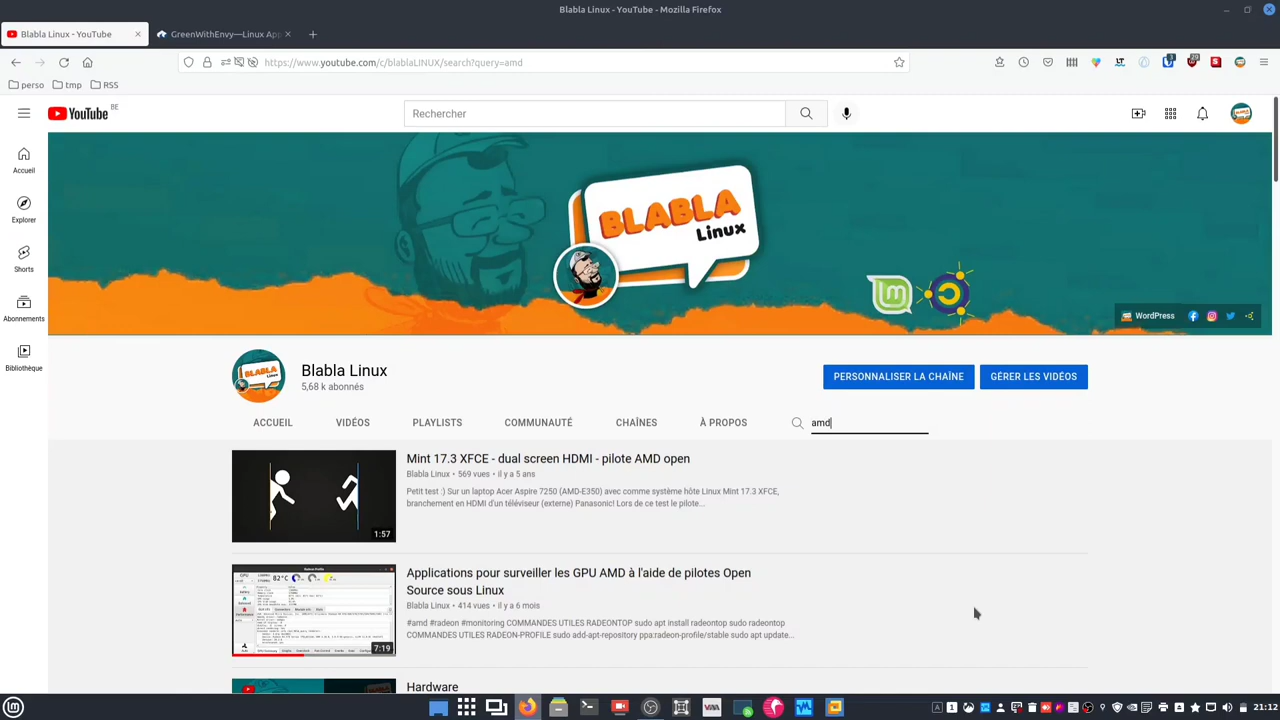 Blabla Linux - YouTube - Mozilla Firefox
Blabla Linux - YouTube
GreenWithEnvy—Linux App
https://www.youtube.com/c/blablaLINUX/search?query=amd
perso
tmp
RSS
YouTube BE
Rechercher
Accueil
Explorer
Shorts
Abonnements
Bibliothèque
BLABLA
Linux
WordPress
Blabla Linux
5,68 k abonnés
PERSONNALISER LA CHAÎNE
GÉRER LES VIDÉOS
ACCUEIL
VIDÉOS
PLAYLISTS
COMMUNAUTÉ
CHAÎNES
À PROPOS
amd
Mint 17.3 XFCE - dual screen HDMI - pilote AMD open
Blabla Linux • 569 vues • il y a 5 ans
Petit test :) Sur un laptop Acer Aspire 7250 (AMD-E350) avec comme système hôte Linux Mint 17.3 XFCE,
branchement en HDMI d'un téléviseur (externe) Panasonic! Lors de ce test le pilote...
1:57
Applications pour surveiller les GPU AMD à l'aide de pilotes Open
Source sous Linux
Blabla Linux • 414 vues • il y a 6 mois
#amd #radeon #monitoring COMMANDES UTILES RADEONTOP sudo apt install radeontop sudo radeontop
COMMANDES UTILES RADEON-PROFILE sudo add-apt-repository ppa:radeon-profile/stable sudo apt update...
82°C
7:19
Hardware
21:12